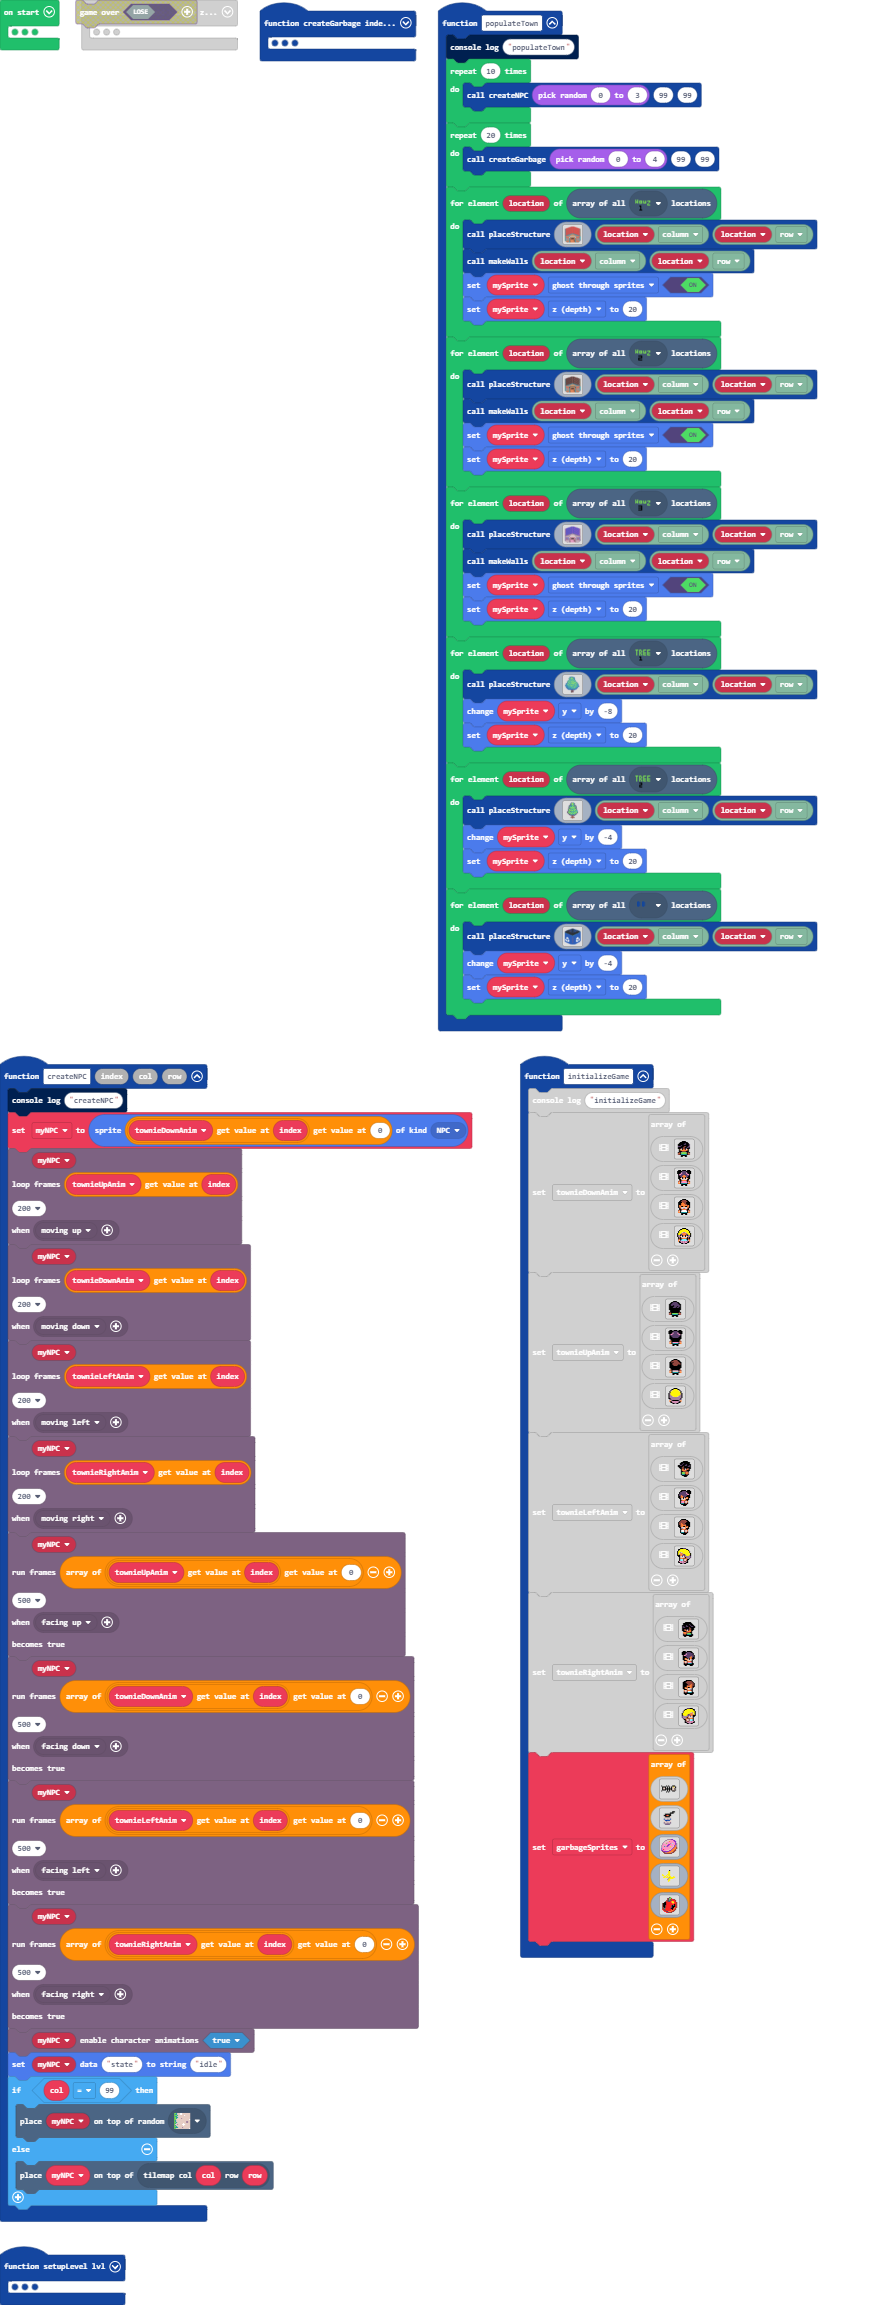 on start
game over LOSE z...
function createGarbage inde...
function populateTown
console log "populateTown"
repeat 10 times
do call createNPC pick random 0 to 3 99 99
repeat 20 times
do call createGarbage pick random 0 to 4 99 99
for element location of array of all locations
do call placeStructure location column location row
call makeWalls location column location row
set mySprite ghost through sprites ON
set mySprite z (depth) to 20
for element location of array of all locations
do call placeStructure location column location row
call makeWalls location column location row
set mySprite ghost through sprites ON
set mySprite z (depth) to 20
for element location of array of all locations
do call placeStructure location column location row
call makeWalls location column location row
set mySprite ghost through sprites ON
set mySprite z (depth) to 20
for element location of array of all TREE 1 locations
do call placeStructure location column location row
change mySprite y by -8
set mySprite z (depth) to 20
for element location of array of all TREE 2 locations
do call placeStructure location column location row
change mySprite y by -4
set mySprite z (depth) to 20
for element location of array of all locations
do call placeStructure location column location row
change mySprite y by -4
set mySprite z (depth) to 20
function createNPC index col row
console log "createNPC"
set myNPC to sprite townieDownAnim get value at index get value at 0 of kind NPC
myNPC
loop frames townieUpAnim get value at index
200
when moving up
myNPC
loop frames townieDownAnim get value at index
200
when moving down
myNPC
loop frames townieLeftAnim get value at index
200
when moving left
myNPC
loop frames townieRightAnim get value at index
200
when moving right
myNPC
run frames array of townieUpAnim get value at index get value at 0
500
when facing up
becomes true
myNPC
run frames array of townieDownAnim get value at index get value at 0
500
when facing down
becomes true
myNPC
run frames array of townieLeftAnim get value at index get value at 0
500
when facing left
becomes true
myNPC
run frames array of townieRightAnim get value at index get value at 0
500
when facing right
becomes true
myNPC enable character animations true
set myNPC data "state" to string "idle"
if col = 99 then
place myNPC on top of random
else
place myNPC on top of tilemap col col row row
function setupLevel lvl
function initializeGame
console log "initializeGame"
array of
set townieDownAnim to
array of
set townieUpAnim to
array of
set townieLeftAnim to
array of
set townieRightAnim to
array of
set garbageSprites to